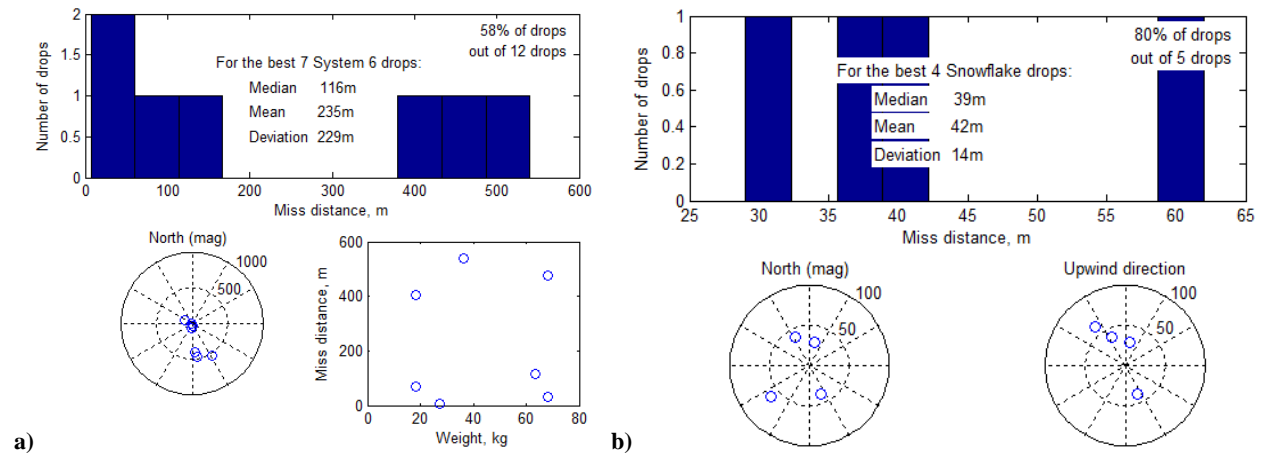 58% of drops
out of 12 drops
For the best 7 System 6 drops:
Median 116m
Mean 235m
Deviation 229m
Number of drops
2
1.5
1
0.5
0
0 100 200 300 400 500 600
Miss distance, m
North (mag)
1000
500
Miss distance, m
600
400
200
0
0 20 40 60 80
Weight, kg
a)
80% of drops
out of 5 drops
For the best 4 Snowflake drops:
Median 39m
Mean 42m
Deviation 14m
Number of drops
1
0.8
0.6
0.4
0.2
0
25 30 35 40 45 50 55 60 65
Miss distance, m
North (mag)
100
50
Upwind direction
100
50
b)